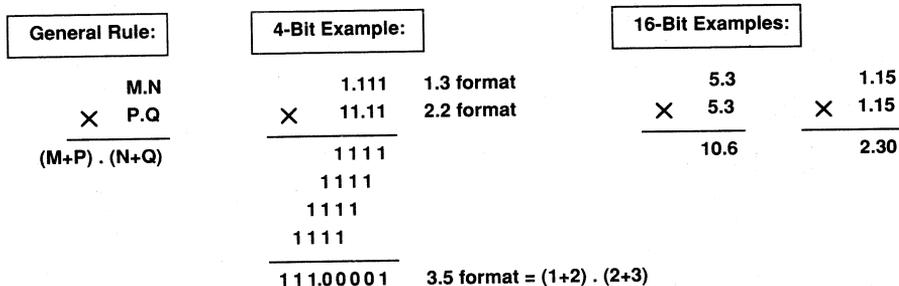 General Rule:
M.N
× P.Q
(M+P) . (N+Q)
4-Bit Example:
1.111 1.3 format
× 11.11 2.2 format
1111
1111
1111
1111
111.00001 3.5 format = (1+2) . (2+3)
16-Bit Examples:
5.3
× 5.3
10.6
1.15
× 1.15
2.30